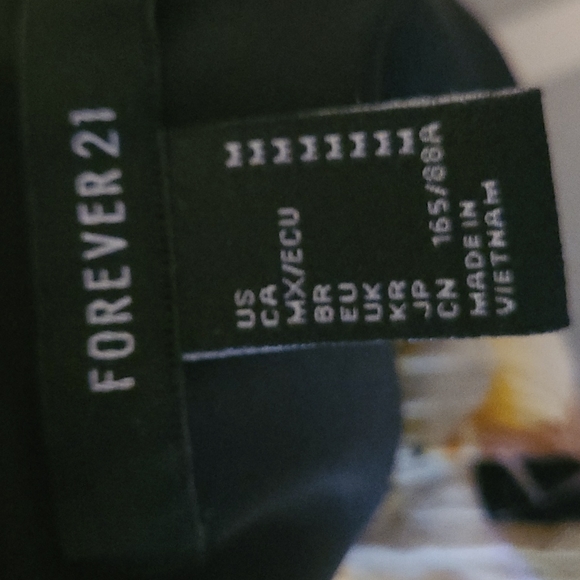 FOREVER 21
US M
CA M
MX/ECU M
BR M
EU M
UK M
KR M
JP M
CN 165/88A
MADE IN
VIETNAM